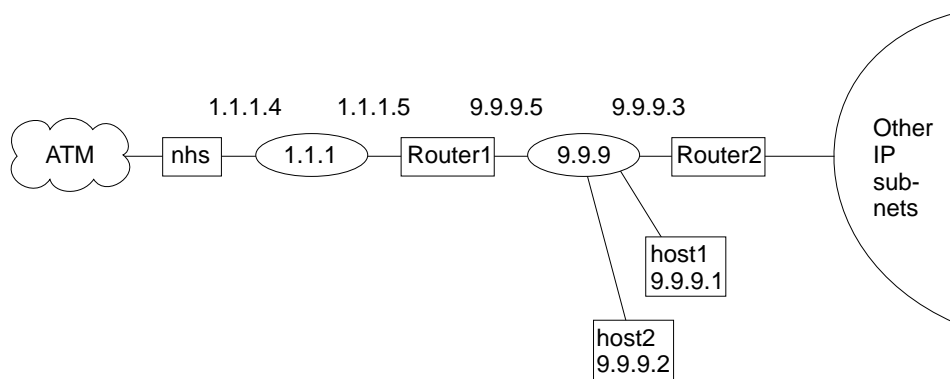 1.1.1.4 1.1.1.5 9.9.9.5 9.9.9.3
ATM nhs 1.1.1 Router1 9.9.9 Router2
Other
IP
sub-
nets
host1
9.9.9.1
host2
9.9.9.2